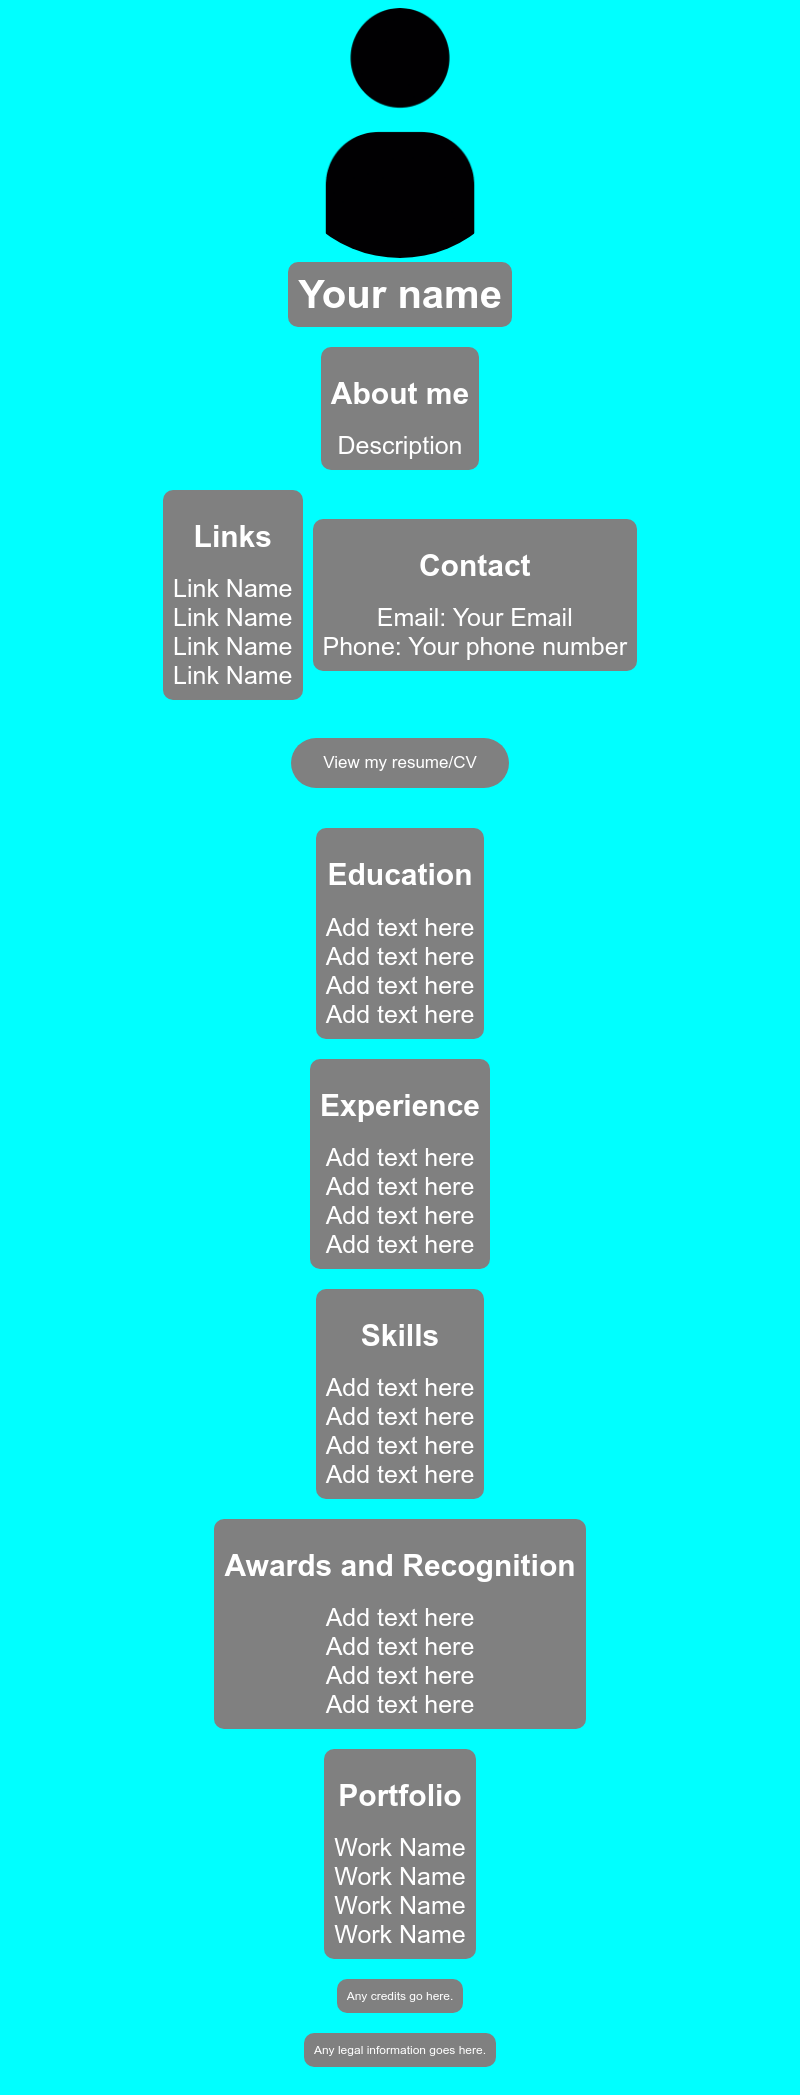 Your name
About me
Description
Links
Link Name
Link Name
Link Name
Link Name
Contact
Email: Your Email
Phone: Your phone number
View my resume/CV
Education
Add text here
Add text here
Add text here
Add text here
Experience
Add text here
Add text here
Add text here
Add text here
Skills
Add text here
Add text here
Add text here
Add text here
Awards and Recognition
Add text here
Add text here
Add text here
Add text here
Portfolio
Work Name
Work Name
Work Name
Work Name
Any credits go here.
Any legal information goes here.